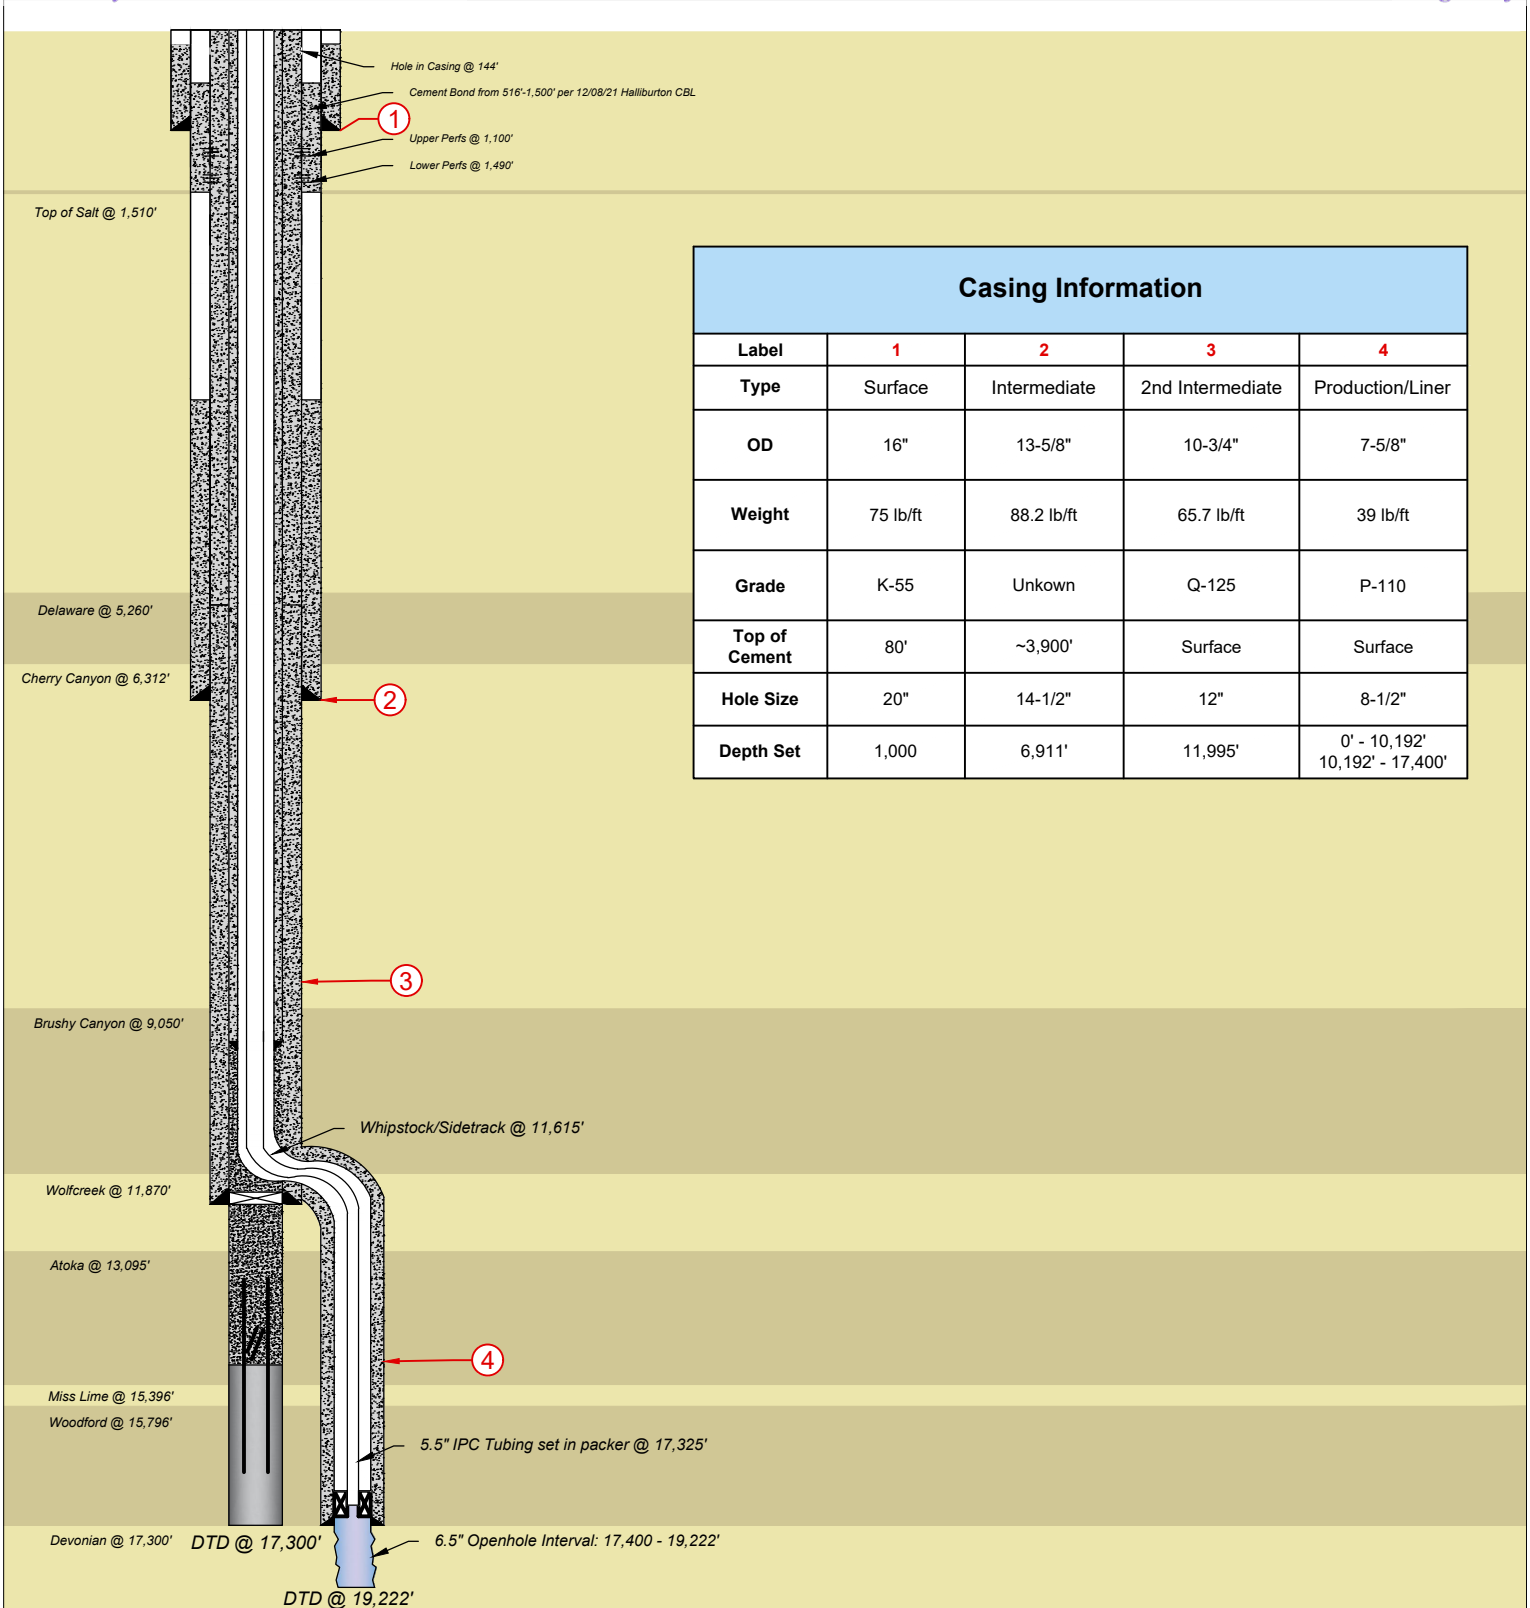 Hole in Casing @ 144'
Cement Bond from 516'-1,500' per 12/08/21 Halliburton CBL
1
Upper Perfs @ 1,100'
Lower Perfs @ 1,490'
Top of Salt @ 1,510'
Casing Information
Label 1 2 3 4
Type Surface Intermediate 2nd Intermediate Production/Liner
OD 16" 13-5/8" 10-3/4" 7-5/8"
Weight 75 lb/ft 88.2 lb/ft 65.7 lb/ft 39 lb/ft
Grade K-55 Unkown Q-125 P-110
Top of
Cement 80' ~3,900' Surface Surface
Hole Size 20" 14-1/2" 12" 8-1/2"
Depth Set 1,000 6,911' 11,995' 0' - 10,192'
10,192' - 17,400'
Delaware @ 5,260'
Cherry Canyon @ 6,312'
2
3
Brushy Canyon @ 9,050'
Whipstock/Sidetrack @ 11,615'
Wolfcreek @ 11,870'
Atoka @ 13,095'
4
Miss Lime @ 15,396'
Woodford @ 15,796'
5.5" IPC Tubing set in packer @ 17,325'
Devonian @ 17,300'
DTD @ 17,300'
6.5" Openhole Interval: 17,400 - 19,222'
DTD @ 19,222'